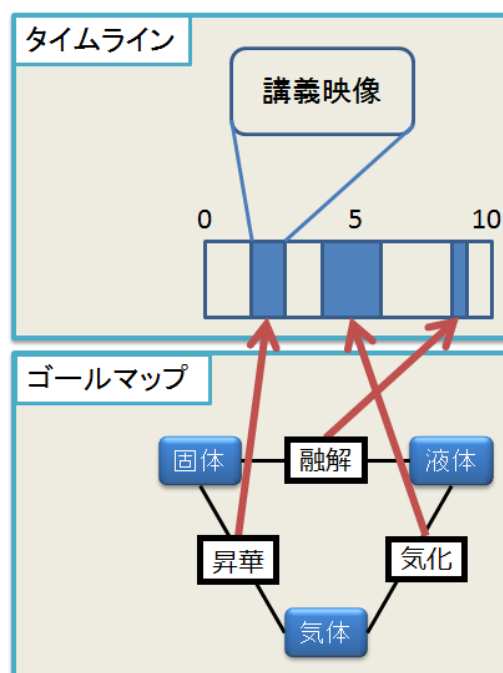 タイムライン
講義映像
0 5 10
ゴールマップ
固体 融解 液体
昇華 気化
気体